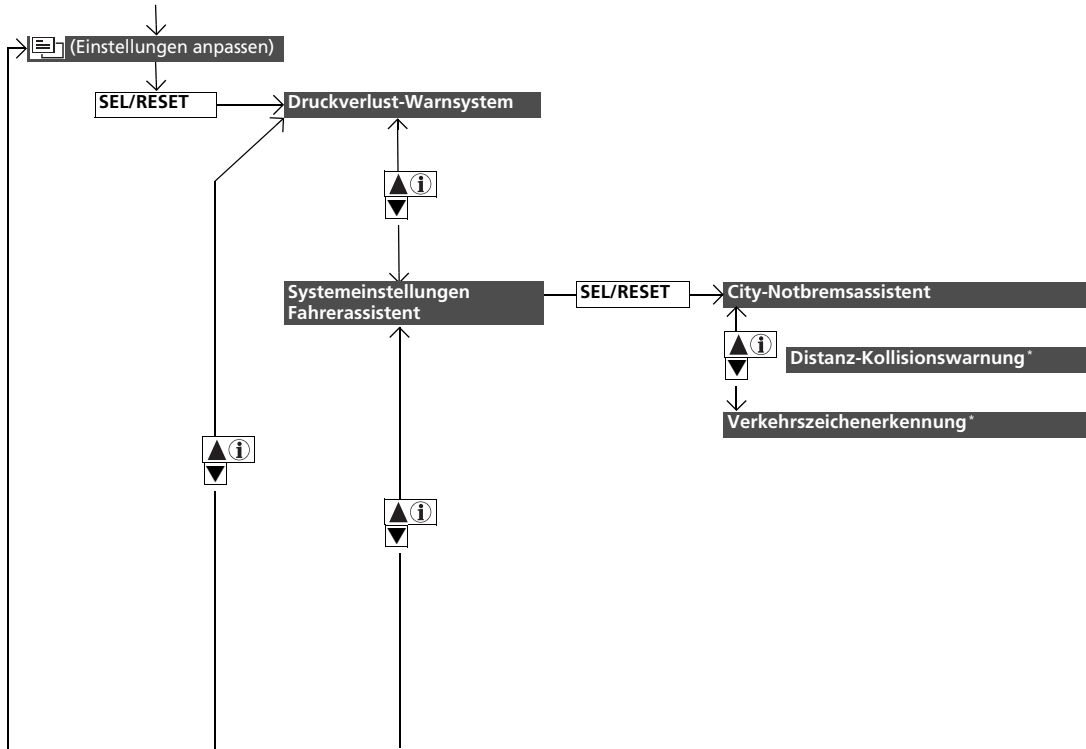 (Einstellungen anpassen)
SEL/RESET
Druckverlust-Warnsystem
i
Systemeinstellungen
Fahrerassistent
SEL/RESET
City-Notbremsassistent
i
Distanz-Kollisionswarnung*
Verkehrszeichenerkennung*
i
i